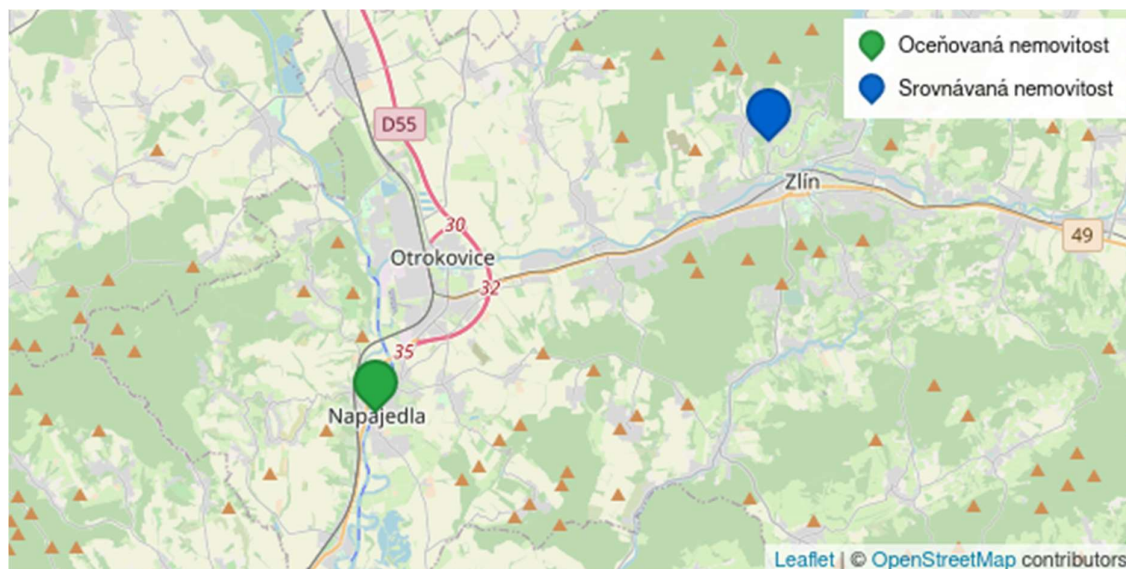 Oceňovaná nemovitost
Srovnávaná nemovitost
D55
Zlín
30
49
Otrokovice
32
35
Napajedla
Leaflet | © OpenStreetMap contributors